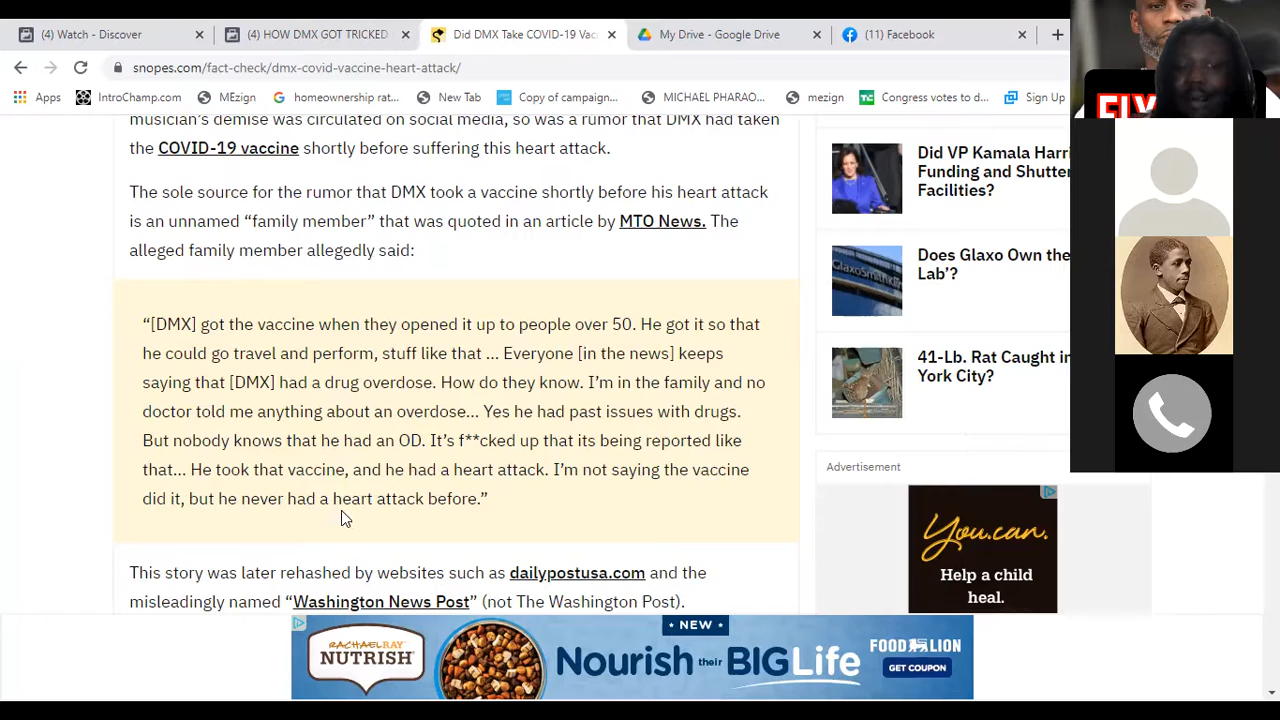 (4) Watch - Discover
(4) HOW DMX GOT TRICKED
Did DMX Take COVID-19 Vac
My Drive - Google Drive
(11) Facebook
snopes.com/fact-check/dmx-covid-vaccine-heart-attack/
Apps
IntroChamp.com
MEzign
homeownership rat...
New Tab
Copy of campaign...
MICHAEL PHARAO...
mezign
Congress votes to d...
Sign Up
musician's demise was circulated on social media, so was a rumor that DMX had taken
the COVID-19 vaccine shortly before suffering this heart attack.
The sole source for the rumor that DMX took a vaccine shortly before his heart attack
is an unnamed “family member” that was quoted in an article by MTO News. The
alleged family member allegedly said:
“[DMX] got the vaccine when they opened it up to people over 50. He got it so that
he could go travel and perform, stuff like that … Everyone [in the news] keeps
saying that [DMX] had a drug overdose. How do they know. I’m in the family and no
doctor told me anything about an overdose… Yes he had past issues with drugs.
But nobody knows that he had an OD. It’s f**cked up that its being reported like
that… He took that vaccine, and he had a heart attack. I’m not saying the vaccine
did it, but he never had a heart attack before.”
This story was later rehashed by websites such as dailypostusa.com and the
misleadingly named “Washington News Post” (not The Washington Post).
Did VP Kamala Harri
Funding and Shutter
Facilities?
GlaxoSmithK
Does Glaxo Own the
Lab’?
41-Lb. Rat Caught in
York City?
Advertisement
You.can.
Help a child
heal.
RACHAEL RAY
NUTRISH
NEW
Nourish their BIG Life
FOOD LION
GET COUPON